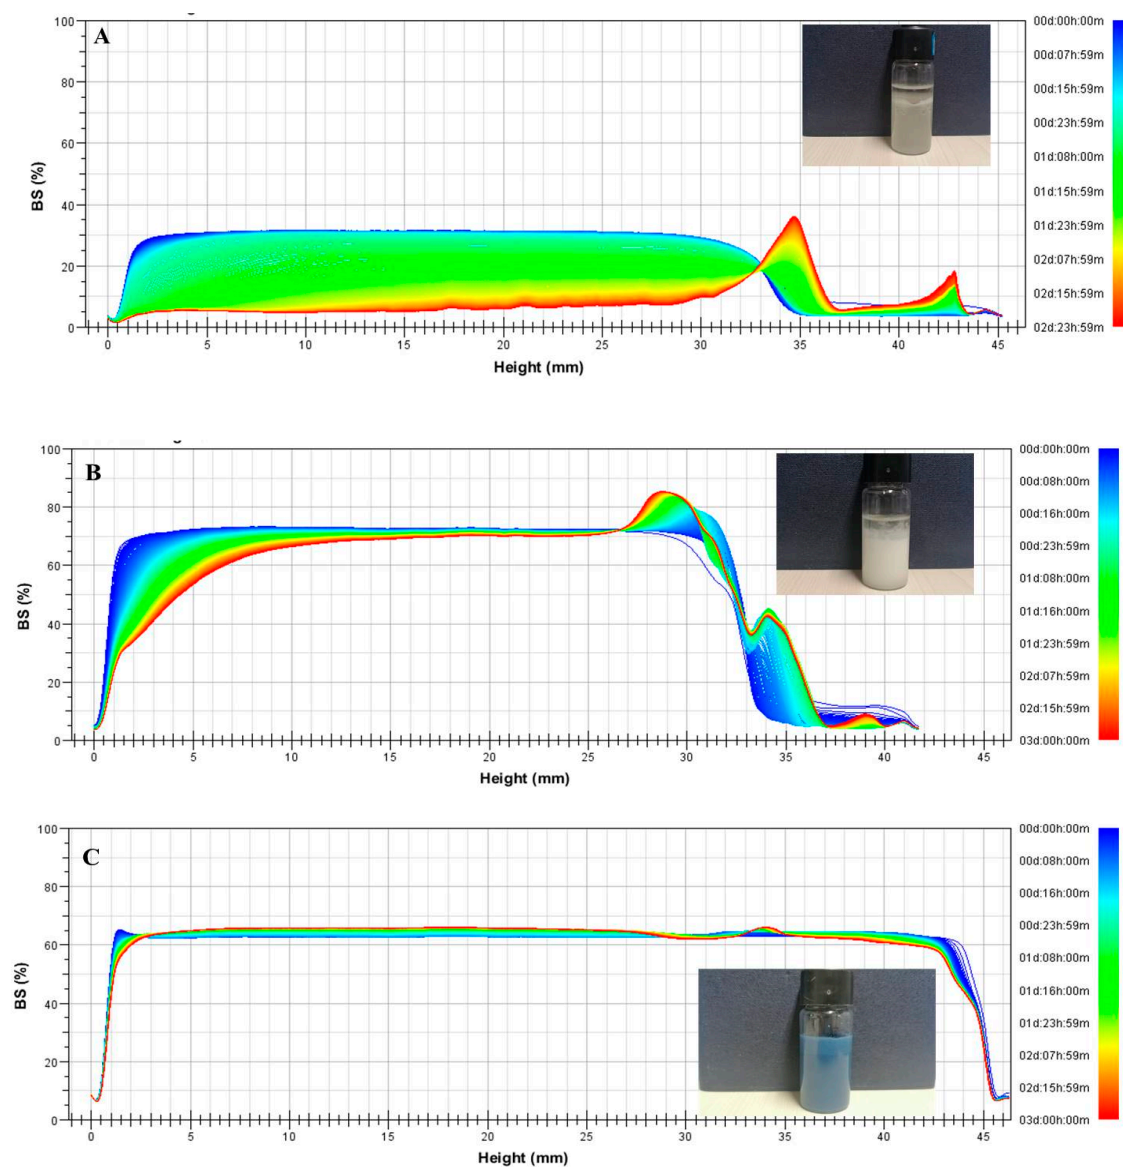 A
100
80
60
40
20
0
BS (%)
0 5 10 15 20 25 30 35 40 45
Height (mm)
00d:00h:00m
00d:07h:59m
00d:15h:59m
00d:23h:59m
01d:08h:00m
01d:15h:59m
01d:23h:59m
02d:07h:59m
02d:15h:59m
02d:23h:59m
B
100
80
60
40
20
0
BS (%)
0 5 10 15 20 25 30 35 40 45
Height (mm)
00d:00h:00m
00d:08h:00m
00d:16h:00m
00d:23h:59m
01d:08h:00m
01d:16h:00m
01d:23h:59m
02d:07h:59m
02d:15h:59m
03d:00h:00m
C
100
80
60
40
20
0
BS (%)
0 5 10 15 20 25 30 35 40 45
Height (mm)
00d:00h:00m
00d:08h:00m
00d:16h:00m
00d:23h:59m
01d:08h:00m
01d:16h:00m
01d:23h:59m
02d:07h:59m
02d:15h:59m
03d:00h:00m